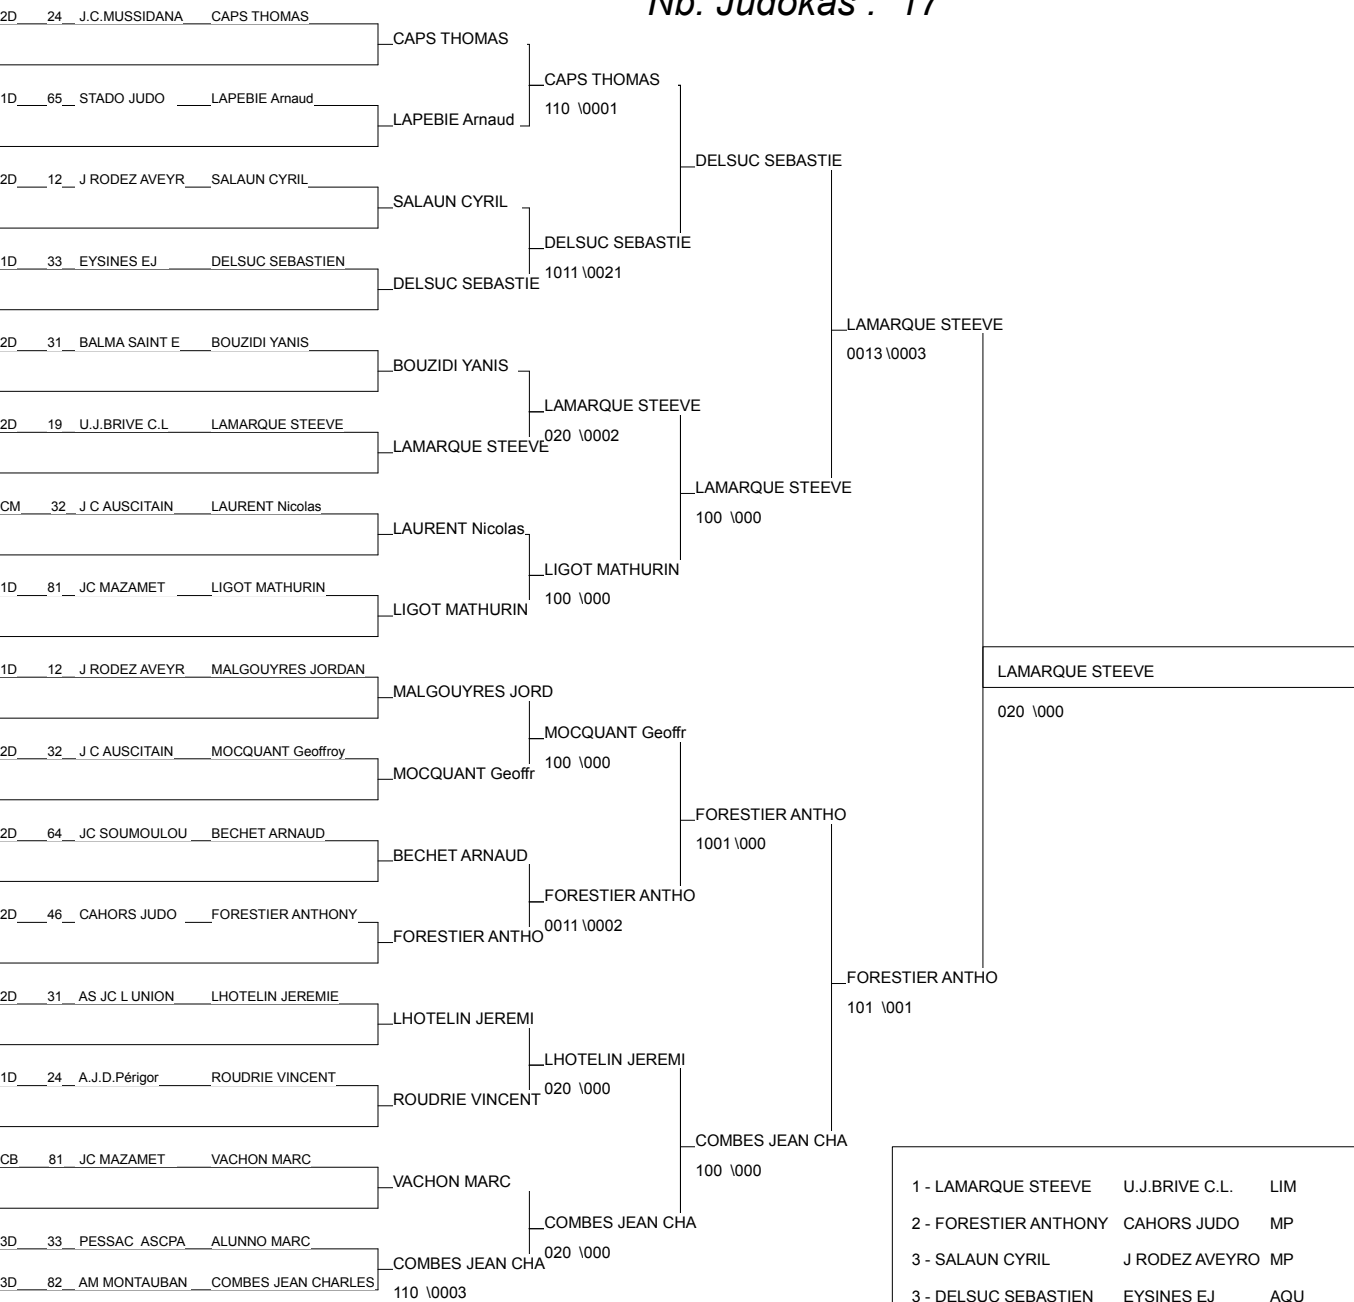 Nb. Judokas : 17
2D 24 J.C.MUSSIDANA CAPS THOMAS
CAPS THOMAS
CAPS THOMAS
110 \0001
1D 65 STADO JUDO LAPEBIE Arnaud
LAPEBIE Arnaud
DELSUC SEBASTIE
2D 12 J RODEZ AVEYR SALAUN CYRIL
SALAUN CYRIL
DELSUC SEBASTIE
1011 \0021
1D 33 EYSINES EJ DELSUC SEBASTIEN
DELSUC SEBASTIE
LAMARQUE STEEVE
0013 \0003
2D 31 BALMA SAINT E BOUZIDI YANIS
BOUZIDI YANIS
LAMARQUE STEEVE
020 \0002
2D 19 U.J.BRIVE C.L LAMARQUE STEEVE
LAMARQUE STEEVE
LAMARQUE STEEVE
100 \000
CM 32 J C AUSCITAIN LAURENT Nicolas
LAURENT Nicolas
LIGOT MATHURIN
100 \000
1D 81 JC MAZAMET LIGOT MATHURIN
LIGOT MATHURIN
LAMARQUE STEEVE
020 \000
1D 12 J RODEZ AVEYR MALGOUYRES JORDAN
MALGOUYRES JORD
MOCQUANT Geoffr
100 \000
2D 32 J C AUSCITAIN MOCQUANT Geoffroy
MOCQUANT Geoffr
FORESTIER ANTHO
1001 \000
2D 64 JC SOUMOULOU BECHET ARNAUD
BECHET ARNAUD
FORESTIER ANTHO
0011 \0002
2D 46 CAHORS JUDO FORESTIER ANTHONY
FORESTIER ANTHO
FORESTIER ANTHO
101 \001
2D 31 AS JC L UNION LHOTELIN JEREMIE
LHOTELIN JEREMI
LHOTELIN JEREMI
020 \000
1D 24 A.J.D.Périgor ROUDRIE VINCENT
ROUDRIE VINCENT
COMBES JEAN CHA
100 \000
CB 81 JC MAZAMET VACHON MARC
VACHON MARC
COMBES JEAN CHA
020 \000
3D 33 PESSAC ASCPA ALUNNO MARC
COMBES JEAN CHA
110 \0003
3D 82 AM MONTAUBAN COMBES JEAN CHARLES
1 - LAMARQUE STEEVE U.J.BRIVE C.L. LIM
2 - FORESTIER ANTHONY CAHORS JUDO MP
3 - SALAUN CYRIL J RODEZ AVEYRO MP
3 - DELSUC SEBASTIEN EYSINES EJ AQU